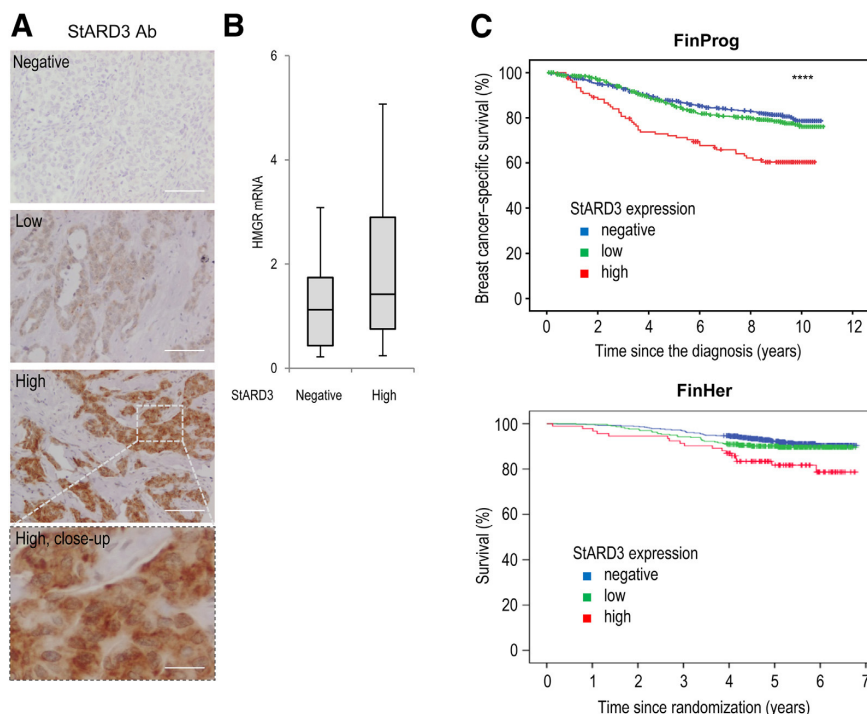 A
StARD3 Ab
Negative
Low
High
High, close-up
B
6
4
2
0
HMGR mRNA
StARD3
Negative
High
C
FinProg
100
80
60
40
20
0
Breast cancer–specific survival (%)
****
StARD3 expression
negative
low
high
0 2 4 6 8 10 12
Time since the diagnosis (years)
FinHer
100
80
60
40
20
0
Survival (%)
StARD3 expression
negative
low
high
0 1 2 3 4 5 6 7
Time since randomization (years)